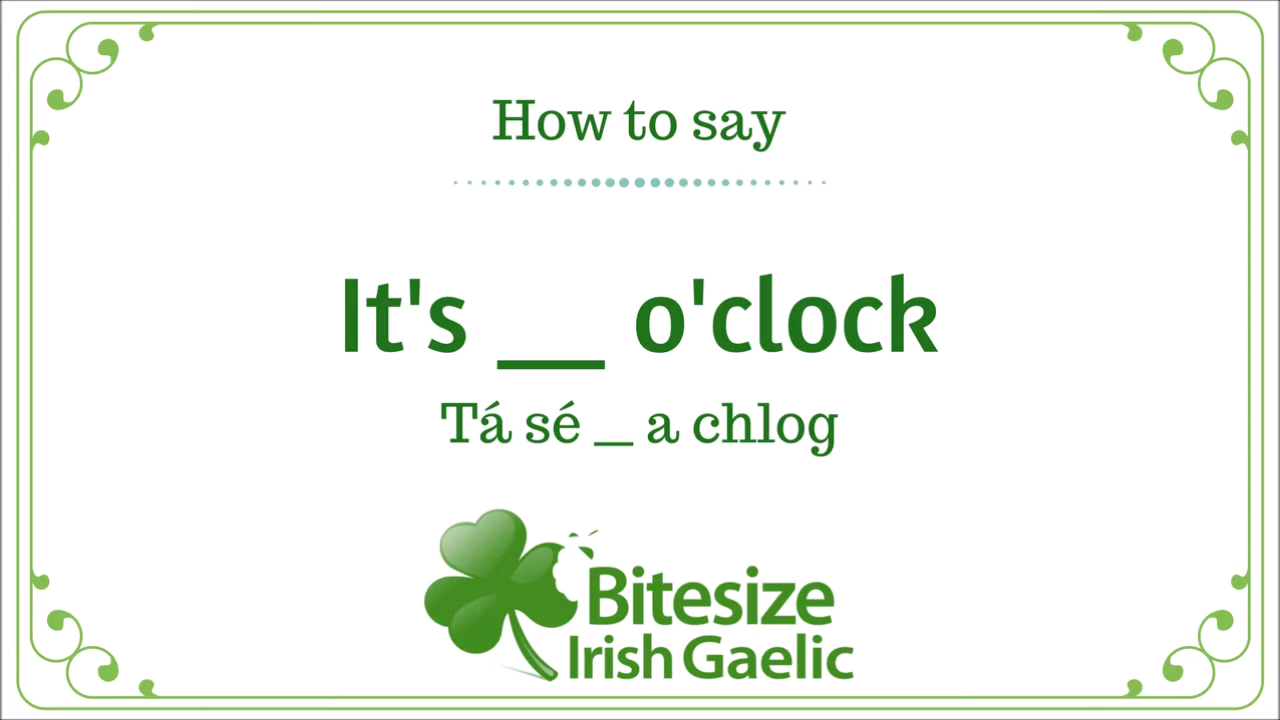 How to say
It's __ o'clock
Tá sé _ a chlog
Bitesize
Irish Gaelic